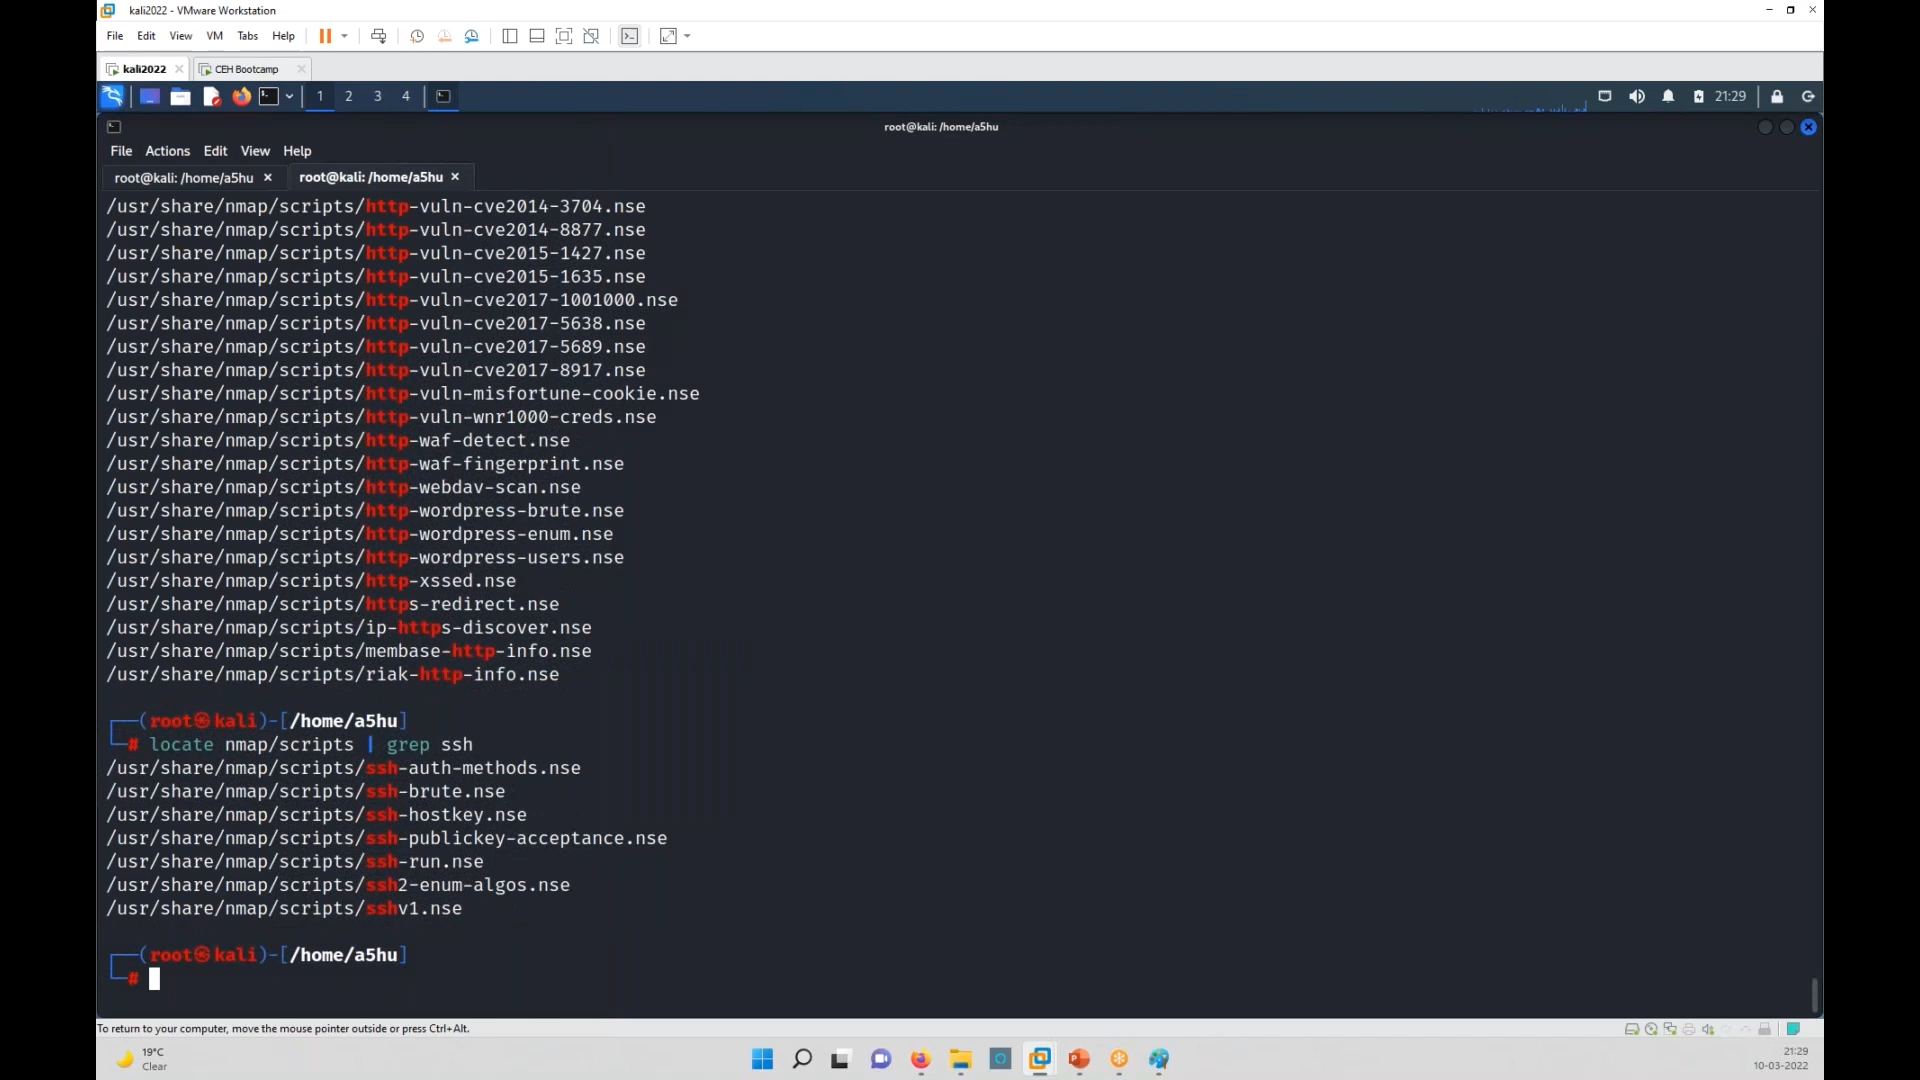 kali2022 - VMware Workstation
File Edit View VM Tabs Help
kali2022 CEH Bootcamp
1 2 3 4 21:29
root@kali: /home/a5hu
File Actions Edit View Help
root@kali: /home/a5hu root@kali: /home/a5hu
/usr/share/nmap/scripts/http-vuln-cve2014-3704.nse
/usr/share/nmap/scripts/http-vuln-cve2014-8877.nse
/usr/share/nmap/scripts/http-vuln-cve2015-1427.nse
/usr/share/nmap/scripts/http-vuln-cve2015-1635.nse
/usr/share/nmap/scripts/http-vuln-cve2017-1001000.nse
/usr/share/nmap/scripts/http-vuln-cve2017-5638.nse
/usr/share/nmap/scripts/http-vuln-cve2017-5689.nse
/usr/share/nmap/scripts/http-vuln-cve2017-8917.nse
/usr/share/nmap/scripts/http-vuln-misfortune-cookie.nse
/usr/share/nmap/scripts/http-vuln-wnr1000-creds.nse
/usr/share/nmap/scripts/http-waf-detect.nse
/usr/share/nmap/scripts/http-waf-fingerprint.nse
/usr/share/nmap/scripts/http-webdav-scan.nse
/usr/share/nmap/scripts/http-wordpress-brute.nse
/usr/share/nmap/scripts/http-wordpress-enum.nse
/usr/share/nmap/scripts/http-wordpress-users.nse
/usr/share/nmap/scripts/http-xssed.nse
/usr/share/nmap/scripts/https-redirect.nse
/usr/share/nmap/scripts/ip-https-discover.nse
/usr/share/nmap/scripts/membase-http-info.nse
/usr/share/nmap/scripts/riak-http-info.nse
┌──(root㉿kali)-[/home/a5hu]
└─# locate nmap/scripts | grep ssh
/usr/share/nmap/scripts/ssh-auth-methods.nse
/usr/share/nmap/scripts/ssh-brute.nse
/usr/share/nmap/scripts/ssh-hostkey.nse
/usr/share/nmap/scripts/ssh-publickey-acceptance.nse
/usr/share/nmap/scripts/ssh-run.nse
/usr/share/nmap/scripts/ssh2-enum-algos.nse
/usr/share/nmap/scripts/sshv1.nse
┌──(root㉿kali)-[/home/a5hu]
└─#
To return to your computer, move the mouse pointer outside or press Ctrl+Alt.
19°C
Clear
21:29
10-03-2022